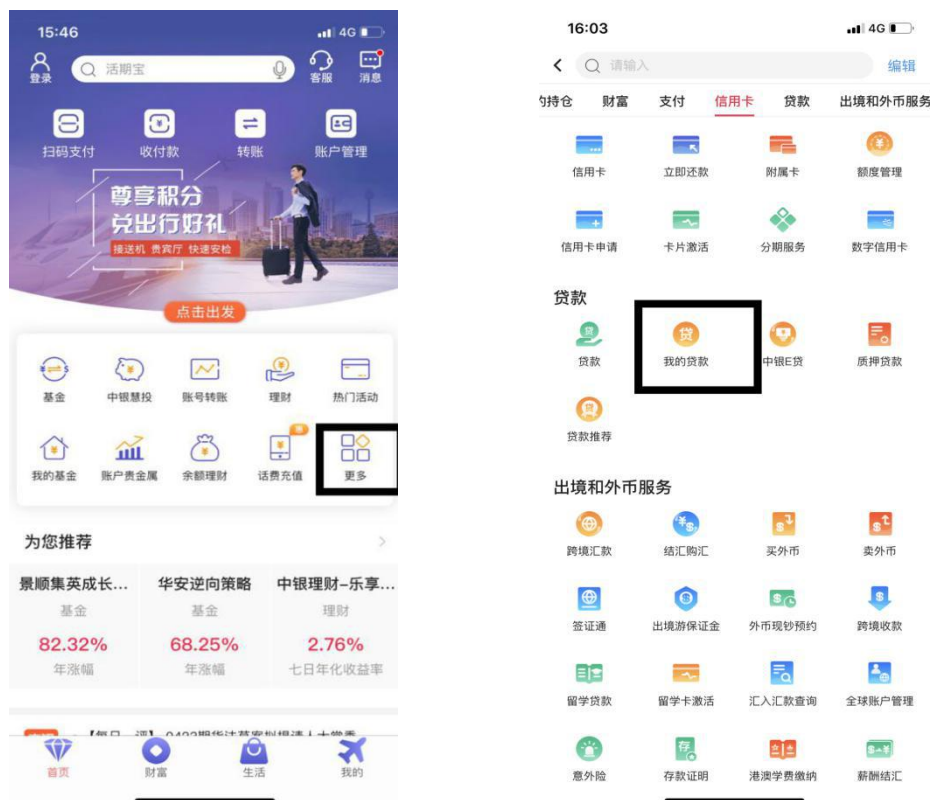 15:46
4G
登录
活期宝
客服
消息
扫码支付
收付款
转账
账户管理
尊享积分
兑出行好礼
接送机 贵宾厅 快速安检
点击出发
基金
中银慧投
账号转账
理财
热门活动
我的基金
账户贵金属
余额理财
话费充值
更多
为您推荐
景顺集英成长...
华安逆向策略
中银理财-乐享...
基金
基金
理财
82.32%
68.25%
2.76%
年涨幅
年涨幅
七日年化收益率
首页
财富
生活
我的
16:03
4G
请输入
编辑
持仓
财富
支付
信用卡
贷款
出境和外币服务
信用卡
立即还款
附属卡
额度管理
信用卡申请
卡片激活
分期服务
数字信用卡
贷款
贷款
我的贷款
中银E贷
质押贷款
贷款推荐
出境和外币服务
跨境汇款
结汇购汇
买外币
卖外币
签证通
出境游保证金
外币现钞预约
跨境收款
留学贷款
留学卡激活
汇入汇款查询
全球账户管理
意外险
存款证明
港澳学费缴纳
薪酬结汇